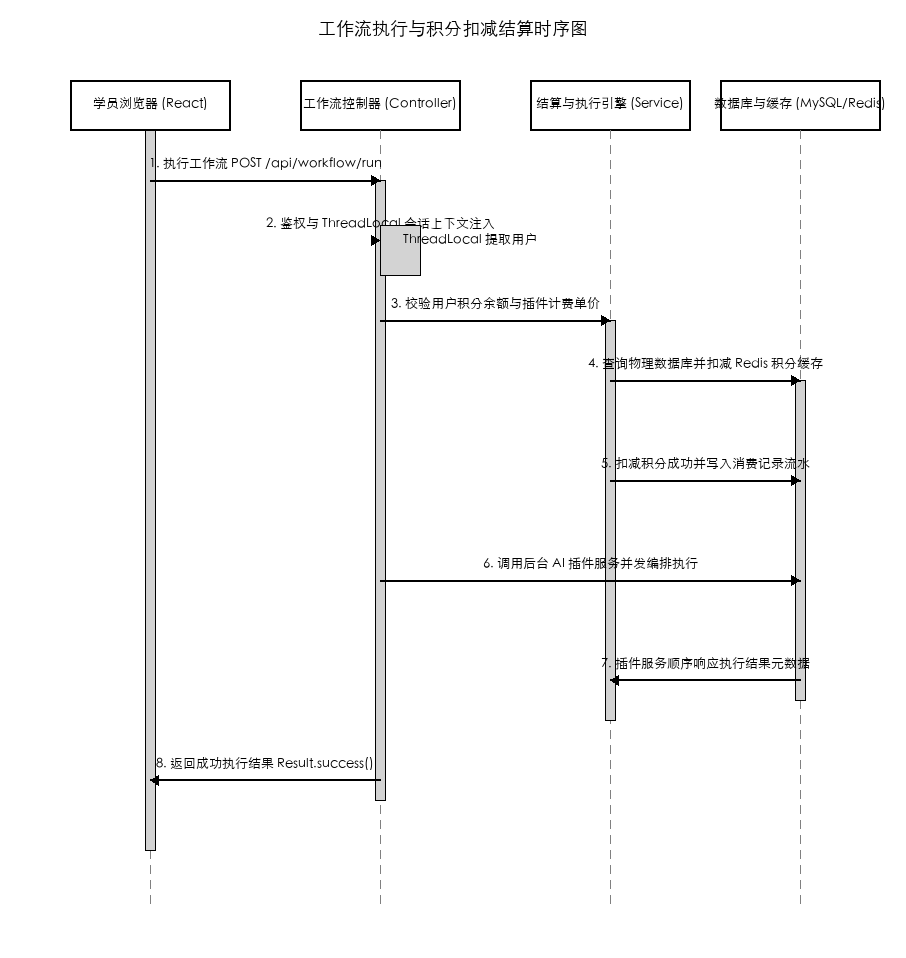 工作流执行与积分扣减结算时序图
学员浏览器 (React)
工作流控制器 (Controller)
结算与执行引擎 (Service)
数据库与缓存 (MySQL/Redis)
1. 执行工作流 POST /api/workflow/run
2. 鉴权与 ThreadLocal 会话上下文注入
ThreadLocal 提取用户
3. 校验用户积分余额与插件计费单价
4. 查询物理数据库并扣减 Redis 积分缓存
5. 扣减积分成功并写入消费记录流水
6. 调用后台 AI 插件服务并发编排执行
7. 插件服务顺序响应执行结果元数据
8. 返回成功执行结果 Result.success()